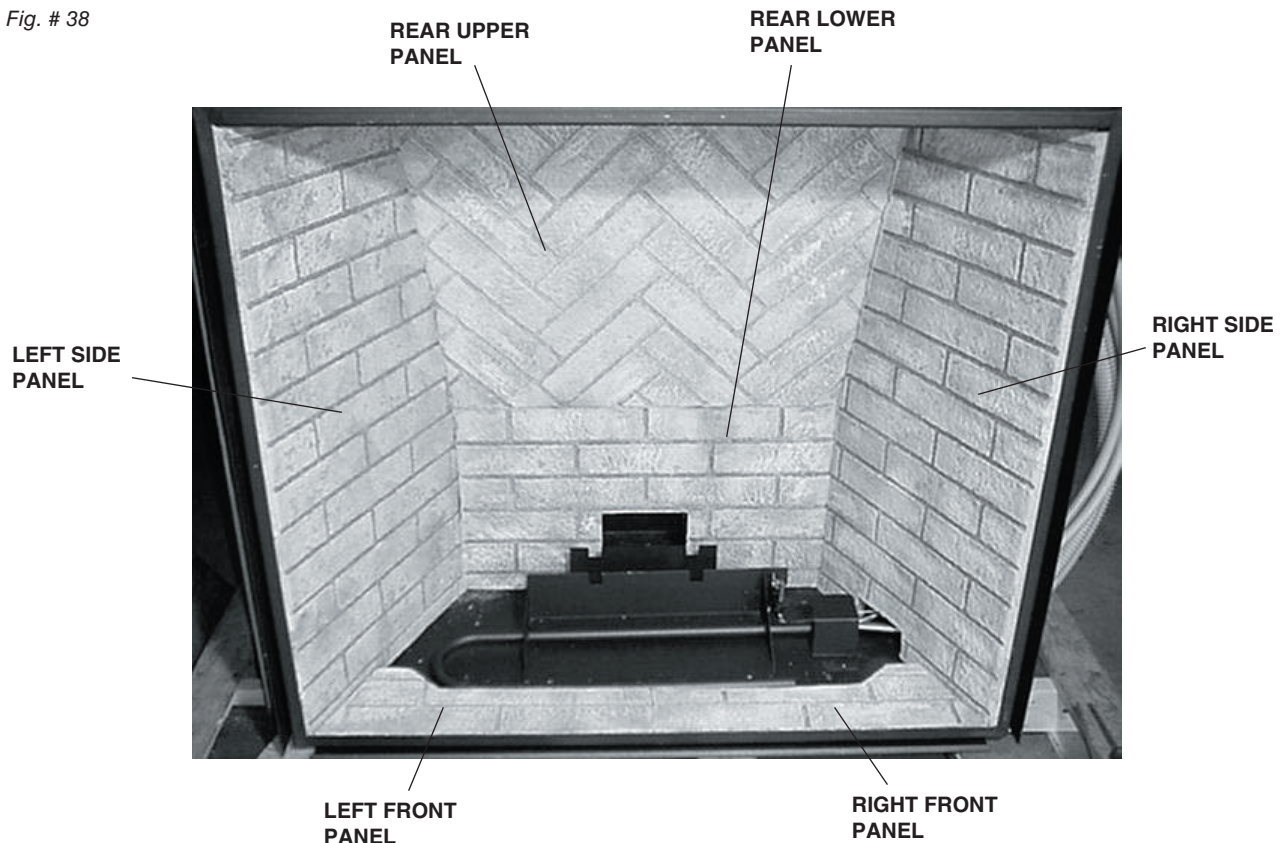 Fig. # 38
REAR UPPER
PANEL
REAR LOWER
PANEL
LEFT SIDE
PANEL
RIGHT SIDE
PANEL
LEFT FRONT
PANEL
RIGHT FRONT
PANEL